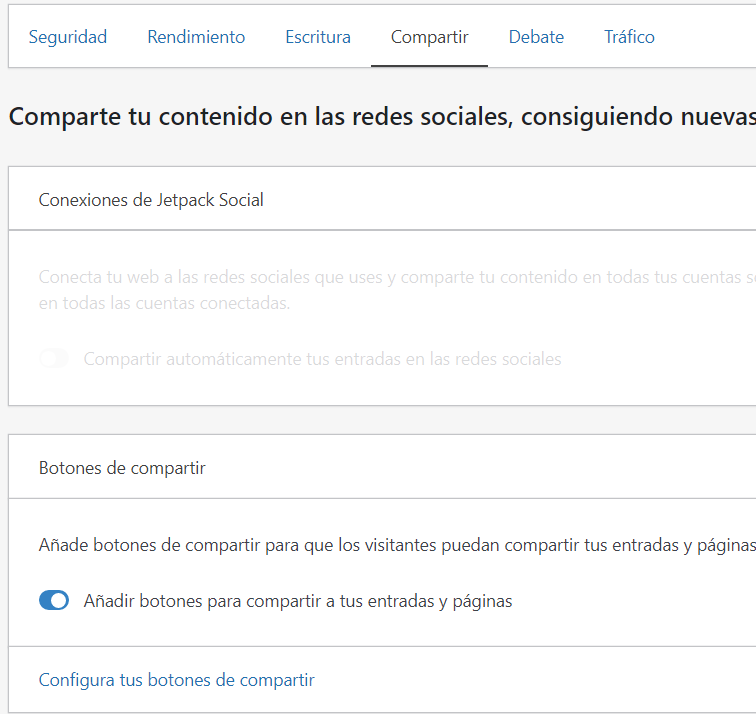 Seguridad Rendimiento Escritura Compartir Debate Tráfico
Comparte tu contenido en las redes sociales, consiguiendo nuevas
Conexiones de Jetpack Social
Conecta tu web a las redes sociales que uses y comparte tu contenido en todas tus cuentas
en todas las cuentas conectadas.
Compartir automáticamente tus entradas en las redes sociales
Botones de compartir
Añade botones de compartir para que los visitantes puedan compartir tus entradas y páginas
Añadir botones para compartir a tus entradas y páginas
Configura tus botones de compartir